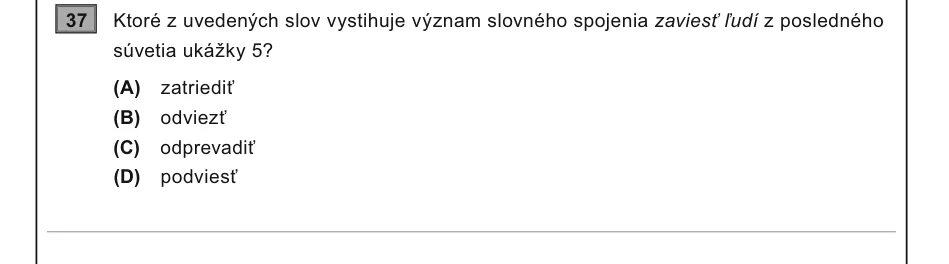 37 Ktoré z uvedených slov vystihuje význam slovného spojenia zaviesť ľudí z posledného
súvetia ukážky 5?
(A) zatriediť
(B) odviezť
(C) odprevadiť
(D) podviesť